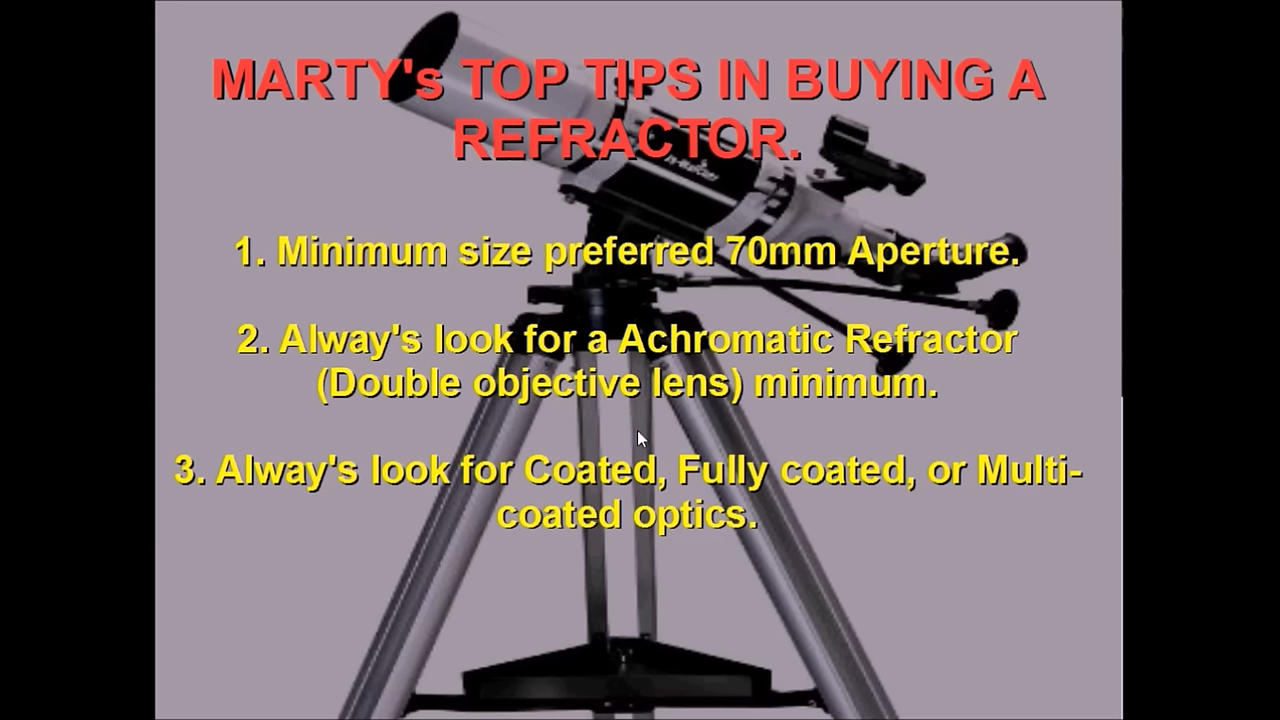 MARTY's TOP TIPS IN BUYING A
REFRACTOR.
1. Minimum size preferred 70mm Aperture.
2. Alway's look for a Achromatic Refractor
(Double objective lens) minimum.
3. Alway's look for Coated, Fully coated, or Multi-
coated optics.